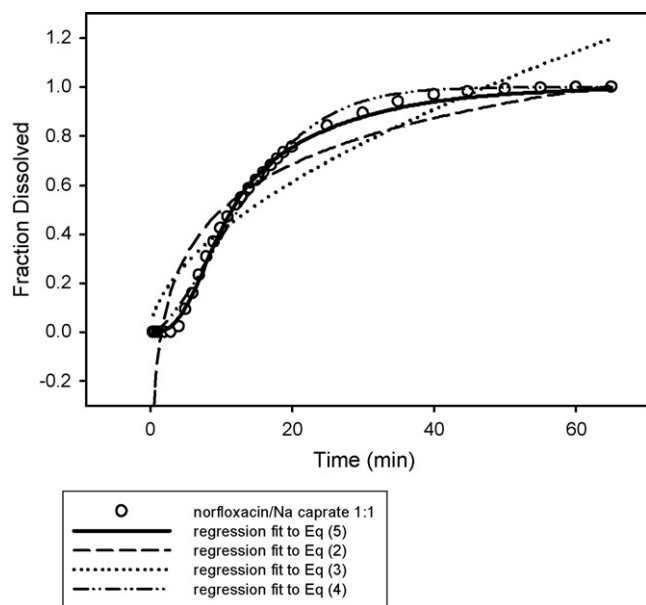 1.2
1.0
0.8
0.6
0.4
0.2
0.0
-0.2
Fraction Dissolved
0 20 40 60
Time (min)
norfloxacin/Na caprate 1:1
regression fit to Eq (5)
regression fit to Eq (2)
regression fit to Eq (3)
regression fit to Eq (4)